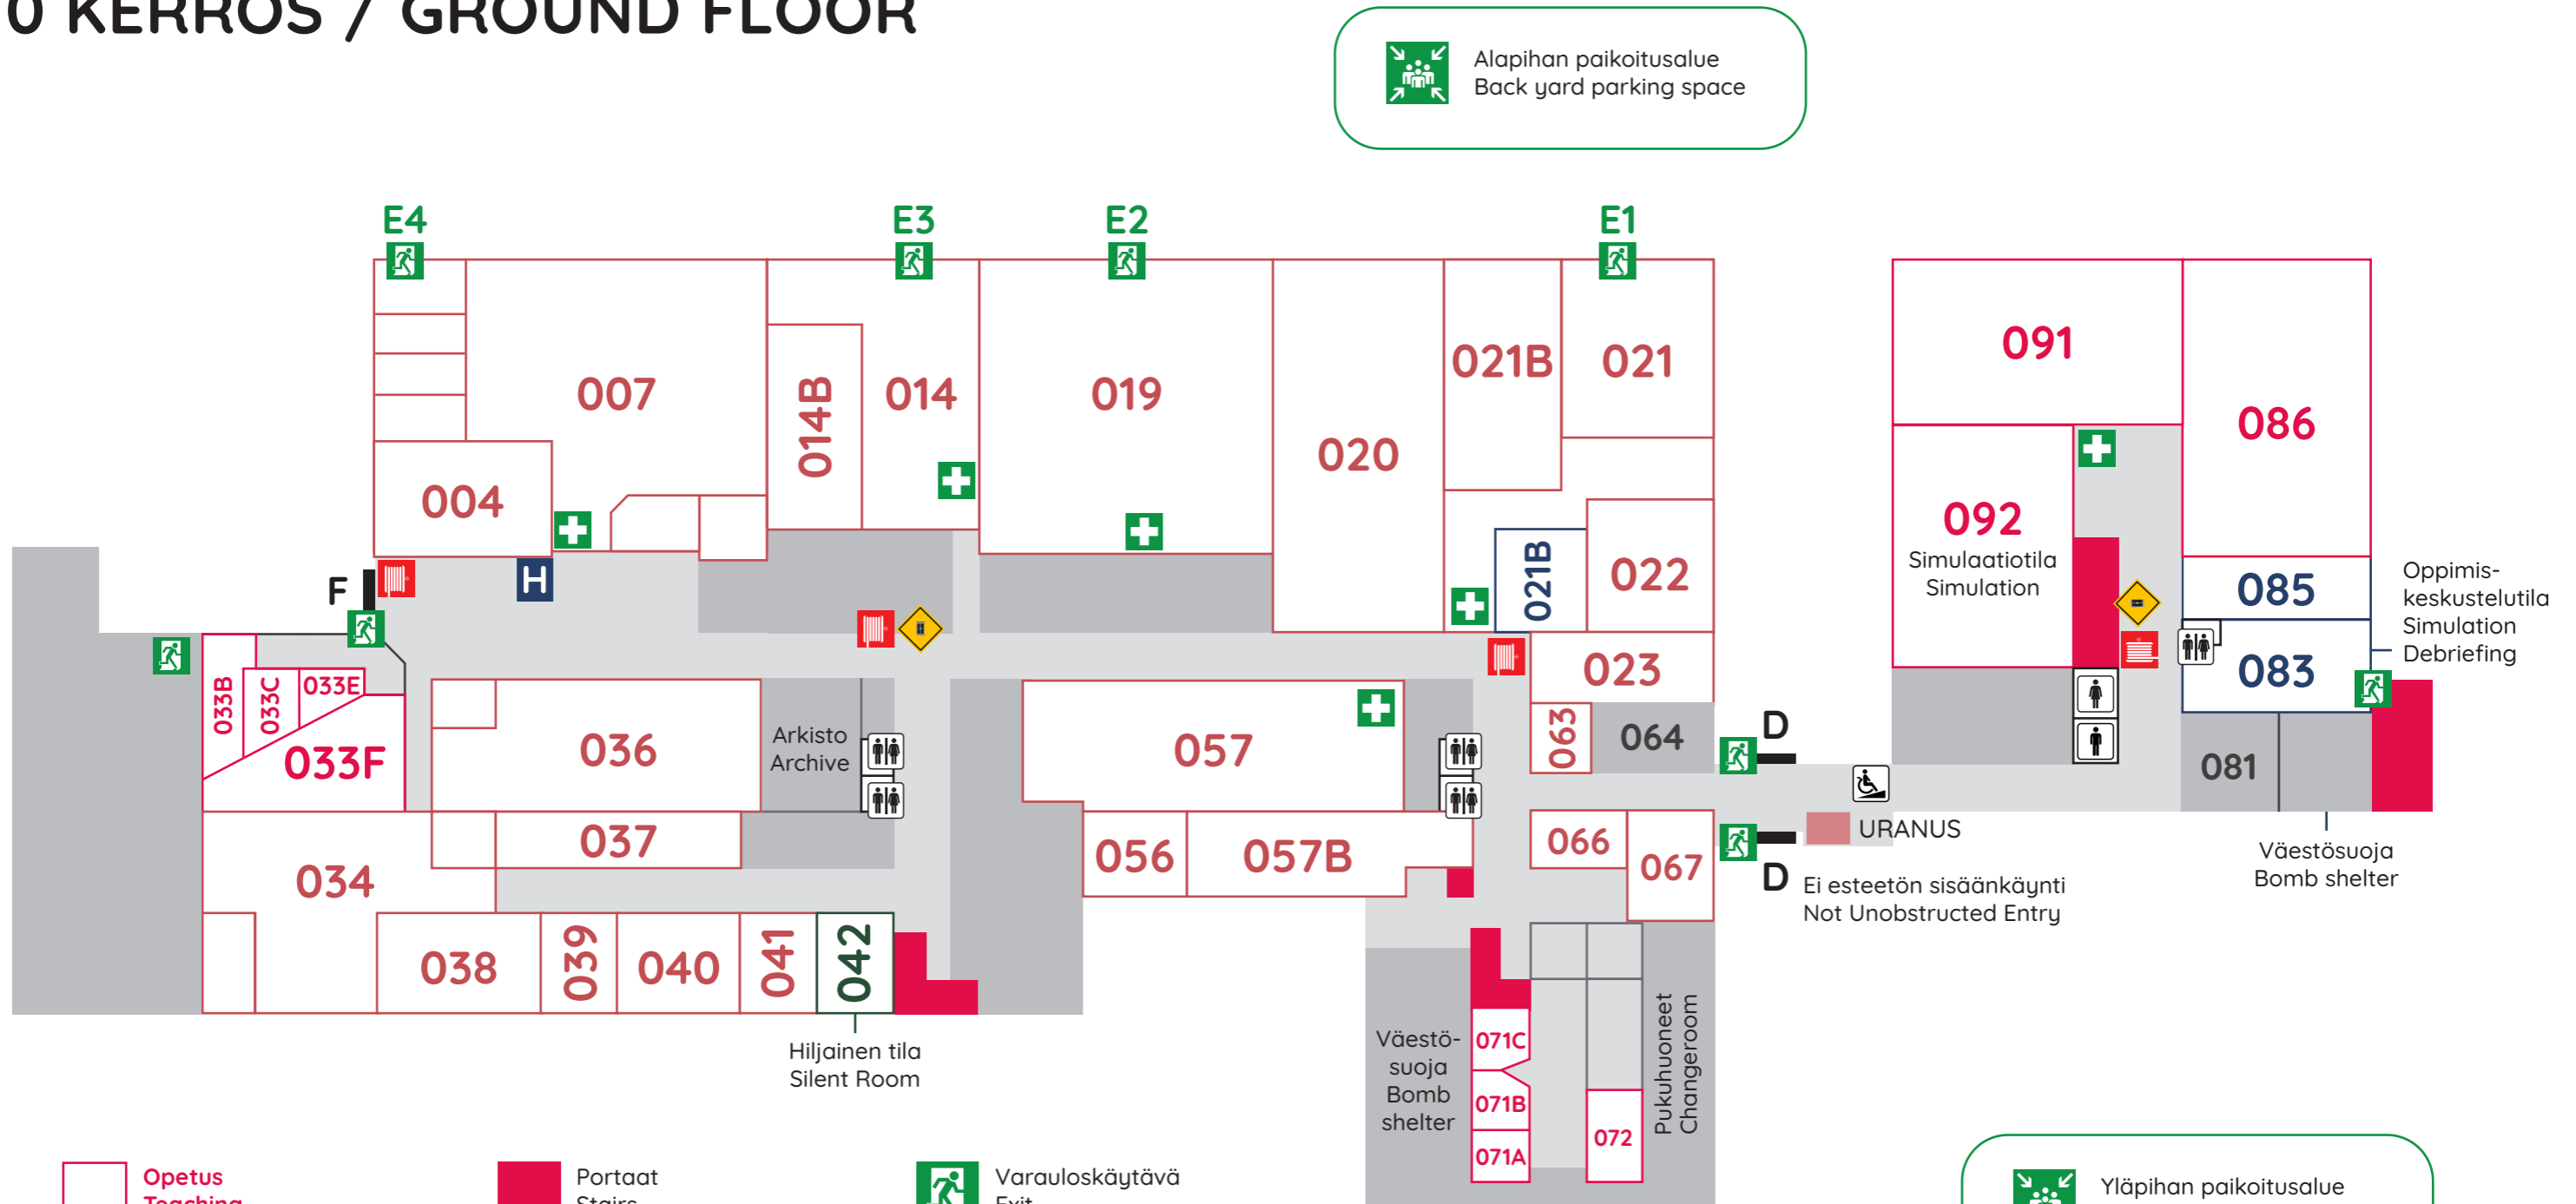 0 KERROS / GROUND FLOOR
Alapihan paikoitusalue
Back yard parking space
E4
E3
E2
E1
007
014B
014
019
020
021B
021
004
021B
022
023
F
H
091
086
092
Simulaatiotila
Simulation
085
083
Oppimis-
keskustelutila
Simulation
Debriefing
033B
033C
033E
033F
036
Arkisto
Archive
057
063
064
D
081
034
037
056
057B
066
067
D
URANUS
Ei esteetön sisäänkäynti
Not Unobstructed Entry
Väestösuoja
Bomb shelter
038
039
040
041
042
Hiljainen tila
Silent Room
Väestö-
suoja
Bomb
shelter
071C
071B
071A
072
Pukuhuoneet
Changeroom
Opetus
Teaching
Portaat
Stairs
Varauloskäytävä
Exit
Yläpihan paikoitusalue